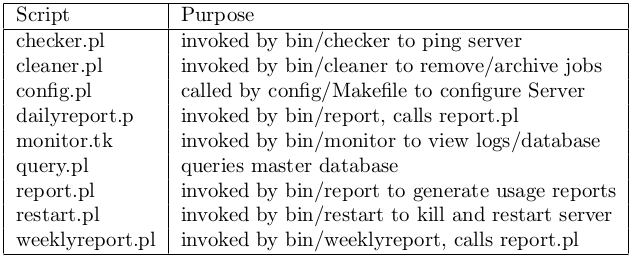 Script Purpose
checker.pl invoked by bin/checker to ping server
cleaner.pl invoked by bin/cleaner to remove/archive jobs
config.pl called by config/Makefile to configure Server
dailyreport.p invoked by bin/report, calls report.pl
monitor.tk invoked by bin/monitor to view logs/database
query.pl queries master database
report.pl invoked by bin/report to generate usage reports
restart.pl invoked by bin/restart to kill and restart server
weeklyreport.pl invoked by bin/weeklyreport, calls report.pl